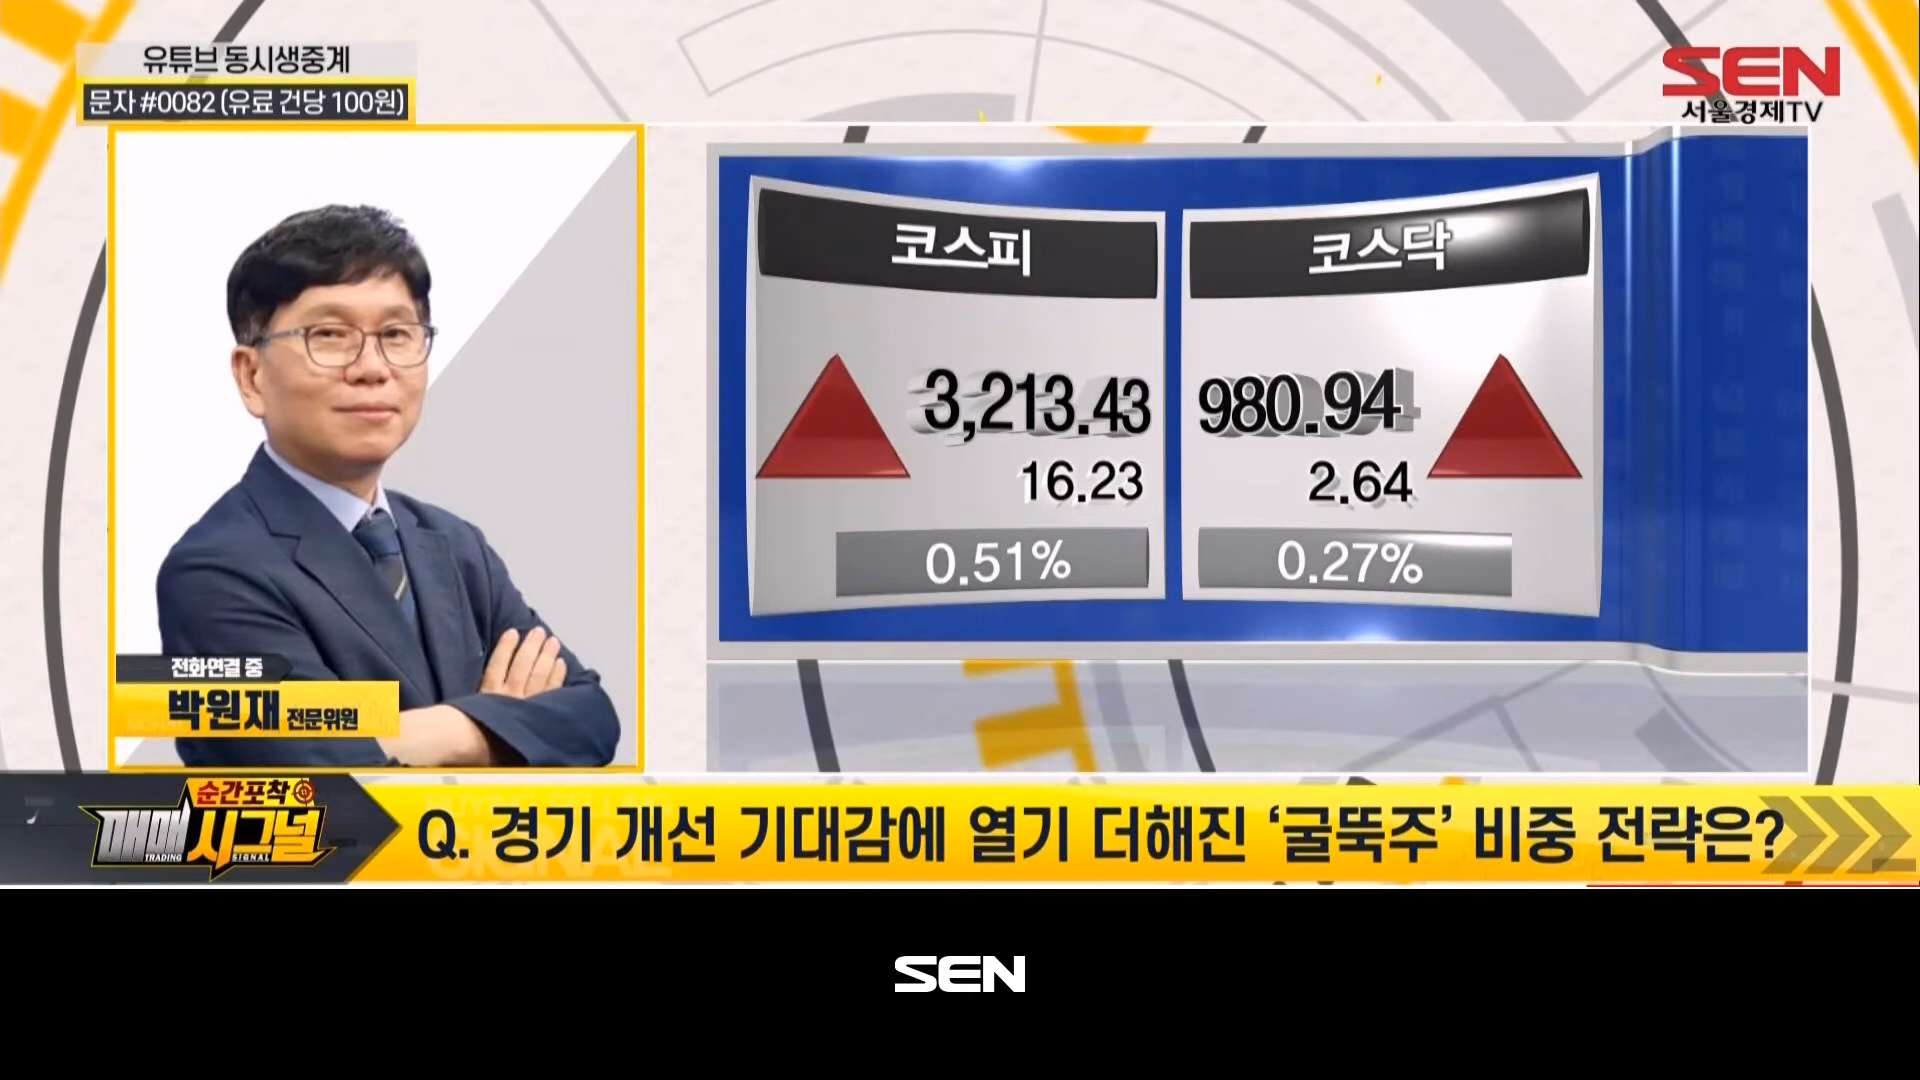 유튜브 동시생중계
문자 #0082 (유료 건당 100원)
SEN
서울경제TV
코스피
3,213.43
16.23
0.51%
코스닥
980.94
2.64
0.27%
전화연결 중
박원재 전문위원
순간포착
매매 시그널
TRADING SIGNAL
Q. 경기 개선 기대감에 열기 더해진 ‘굴뚝주’ 비중 전략은?
SEN